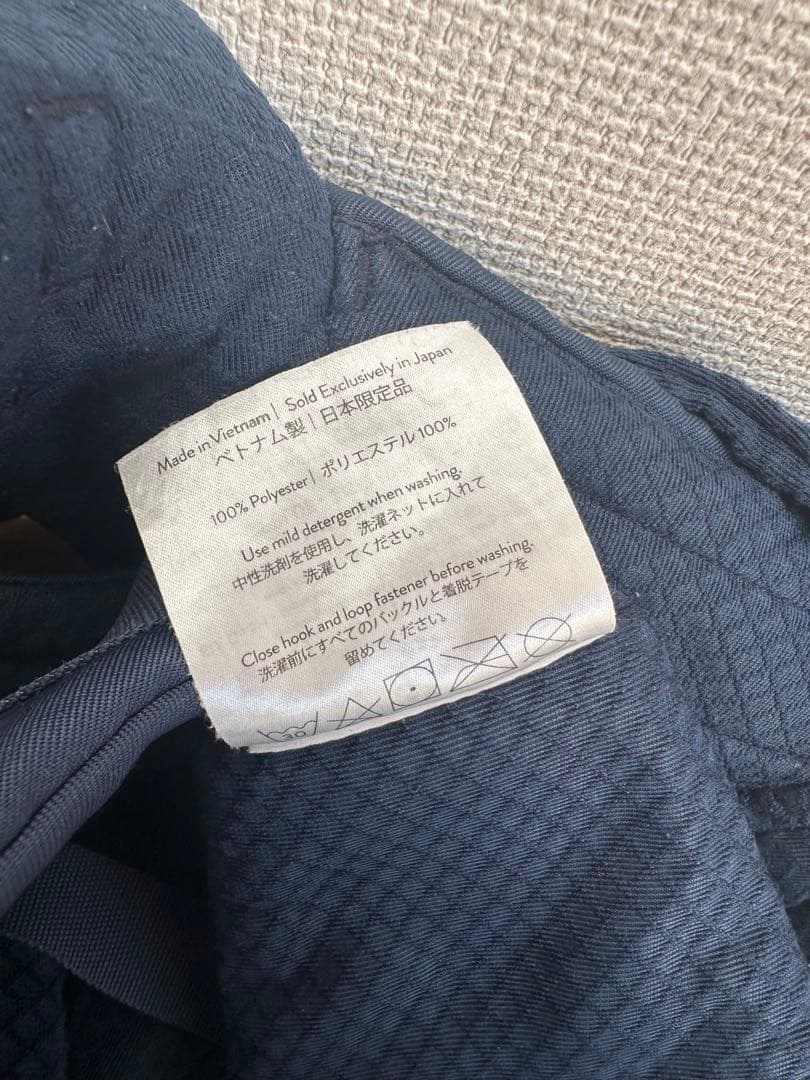 Made in Vietnam | Sold Exclusively in Japan
ベトナム製 | 日本限定品
100% Polyester | ポリエステル 100%
Use mild detergent when washing.
中性洗剤を使用し、洗濯ネットに入れて
洗濯してください。
Close hook and loop fastener before washing.
洗濯前にすべてのバックルと着脱テープを
留めてください。
30